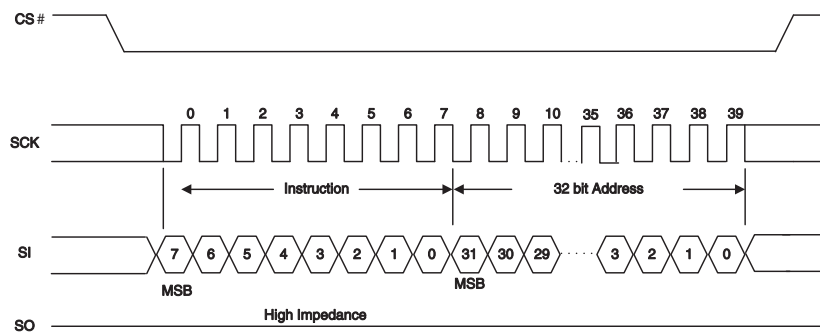 CS #
0 1 2 3 4 5 6 7 8 9 10 35 36 37 38 39
SCK
Instruction 32 bit Address
SI 7 6 5 4 3 2 1 0 31 30 29 3 2 1 0
MSB MSB
High Impedance
SO